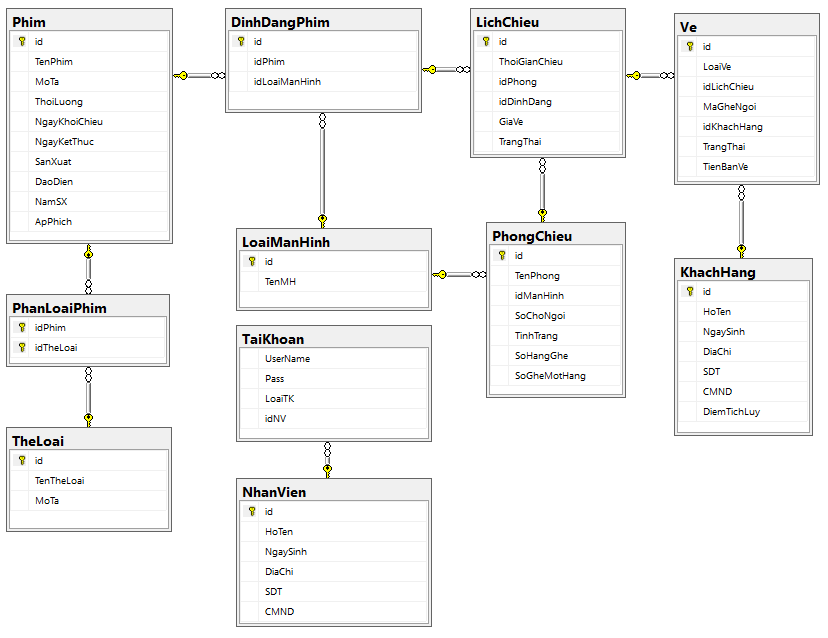 Phim
id
TenPhim
MoTa
ThoiLuong
NgayKhoiChieu
NgayKetThuc
SanXuat
DaoDien
NamSX
ApPhich
DinhDangPhim
id
idPhim
idLoaiManHinh
LichChieu
id
ThoiGianChieu
idPhong
idDinhDang
GiaVe
TrangThai
Ve
id
LoaiVe
idLichChieu
MaGheNgoi
idKhachHang
TrangThai
TienBanVe
LoaiManHinh
id
TenMH
PhongChieu
id
TenPhong
idManHinh
SoChoNgoi
TinhTrang
SoHangGhe
SoGheMotHang
KhachHang
id
HoTen
NgaySinh
DiaChi
SDT
CMND
DiemTichLuy
PhanLoaiPhim
idPhim
idTheLoai
TaiKhoan
UserName
Pass
LoaiTK
idNV
TheLoai
id
TenTheLoai
MoTa
NhanVien
id
HoTen
NgaySinh
DiaChi
SDT
CMND